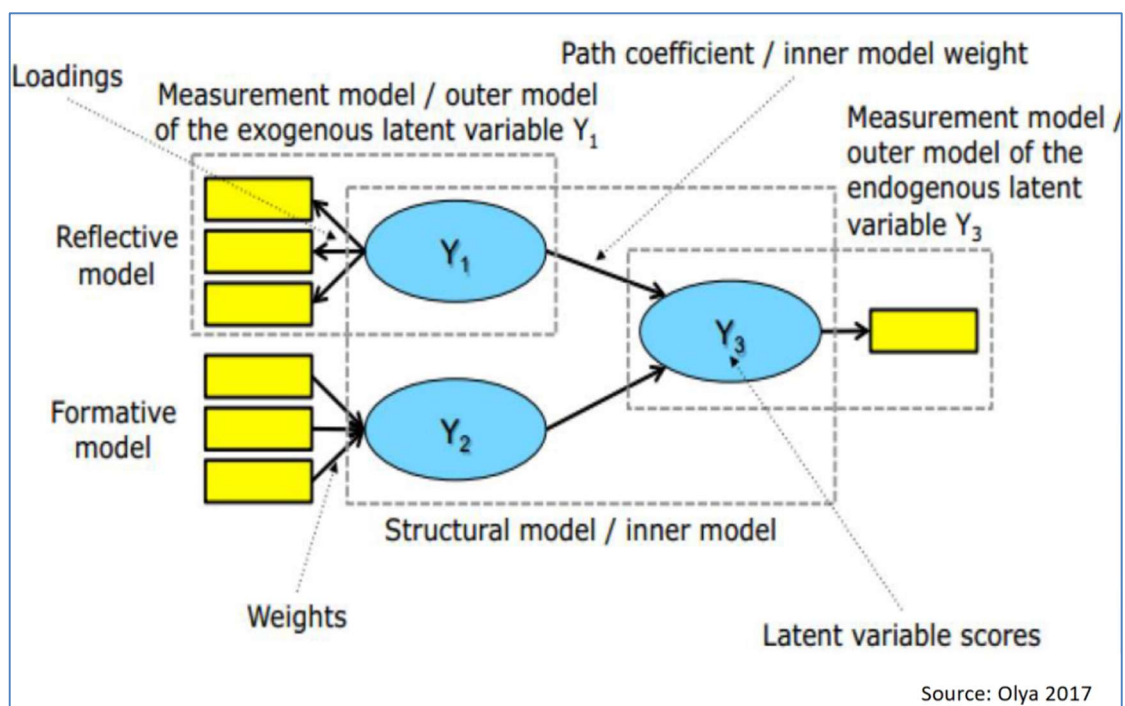 Path coefficient / inner model weight
Loadings
Measurement model / outer model
of the exogenous latent variable Y₁
Measurement model /
outer model of the
endogenous latent
variable Y₃
Reflective
model
Y₁
Y₃
Formative
model
Y₂
Structural model / inner model
Weights
Latent variable scores
Source: Olya 2017